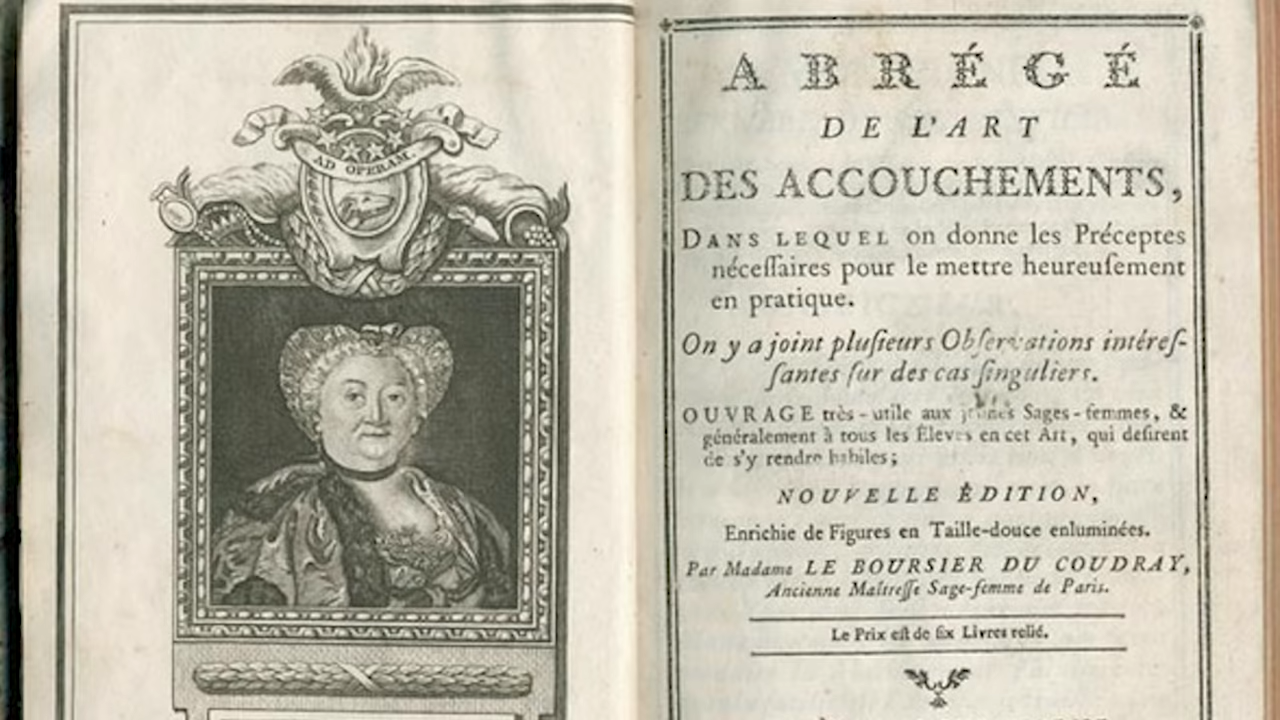 AD OPERAM.
ABRÉGÉ
DE L'ART
DES ACCOUCHEMENTS,
DANS LEQUEL on donne les Préceptes
néceſſaires pour le mettre heureuſement
en pratique.
On y a joint pluſieurs Obſervations intéreſ-
ſantes ſur des cas ſinguliers.
OUVRAGE très-utile aux jeunes Sages-femmes, &
généralement à tous les Éleves en cet Art, qui deſirent
de s'y rendre habiles;
NOUVELLE ÉDITION,
Enrichie de Figures en Taille-douce enluminées.
Par Madame LE BOURSIER DU COUDRAY,
Ancienne Maîtreſſe Sage-femme de Paris.
Le Prix eſt de ſix Livres relié.